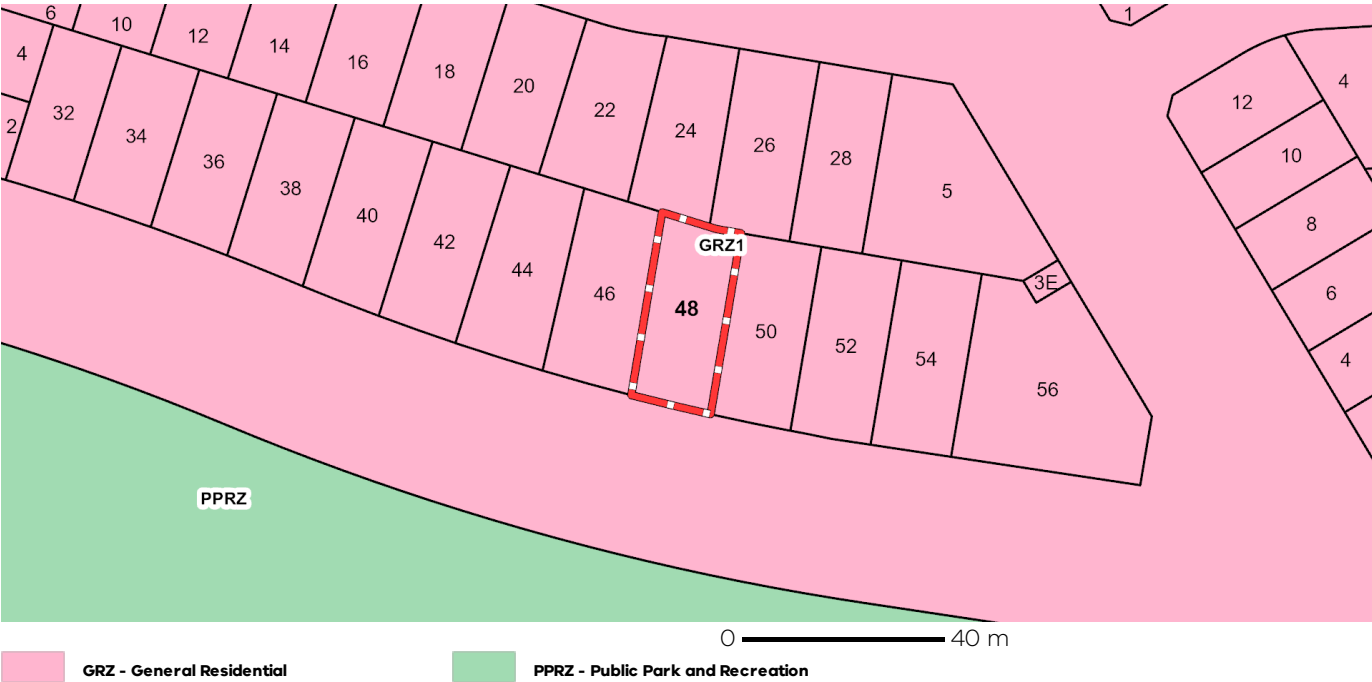 6 10 12 14 16 18 20 22 24 26 28 5
1
12 4
10
8
6
4
4
2
32 34 36 38 40 42 44 46 48 50 52 54 56
GRZ1
3E
PPRZ
0 40 m
GRZ - General Residential PPRZ - Public Park and Recreation